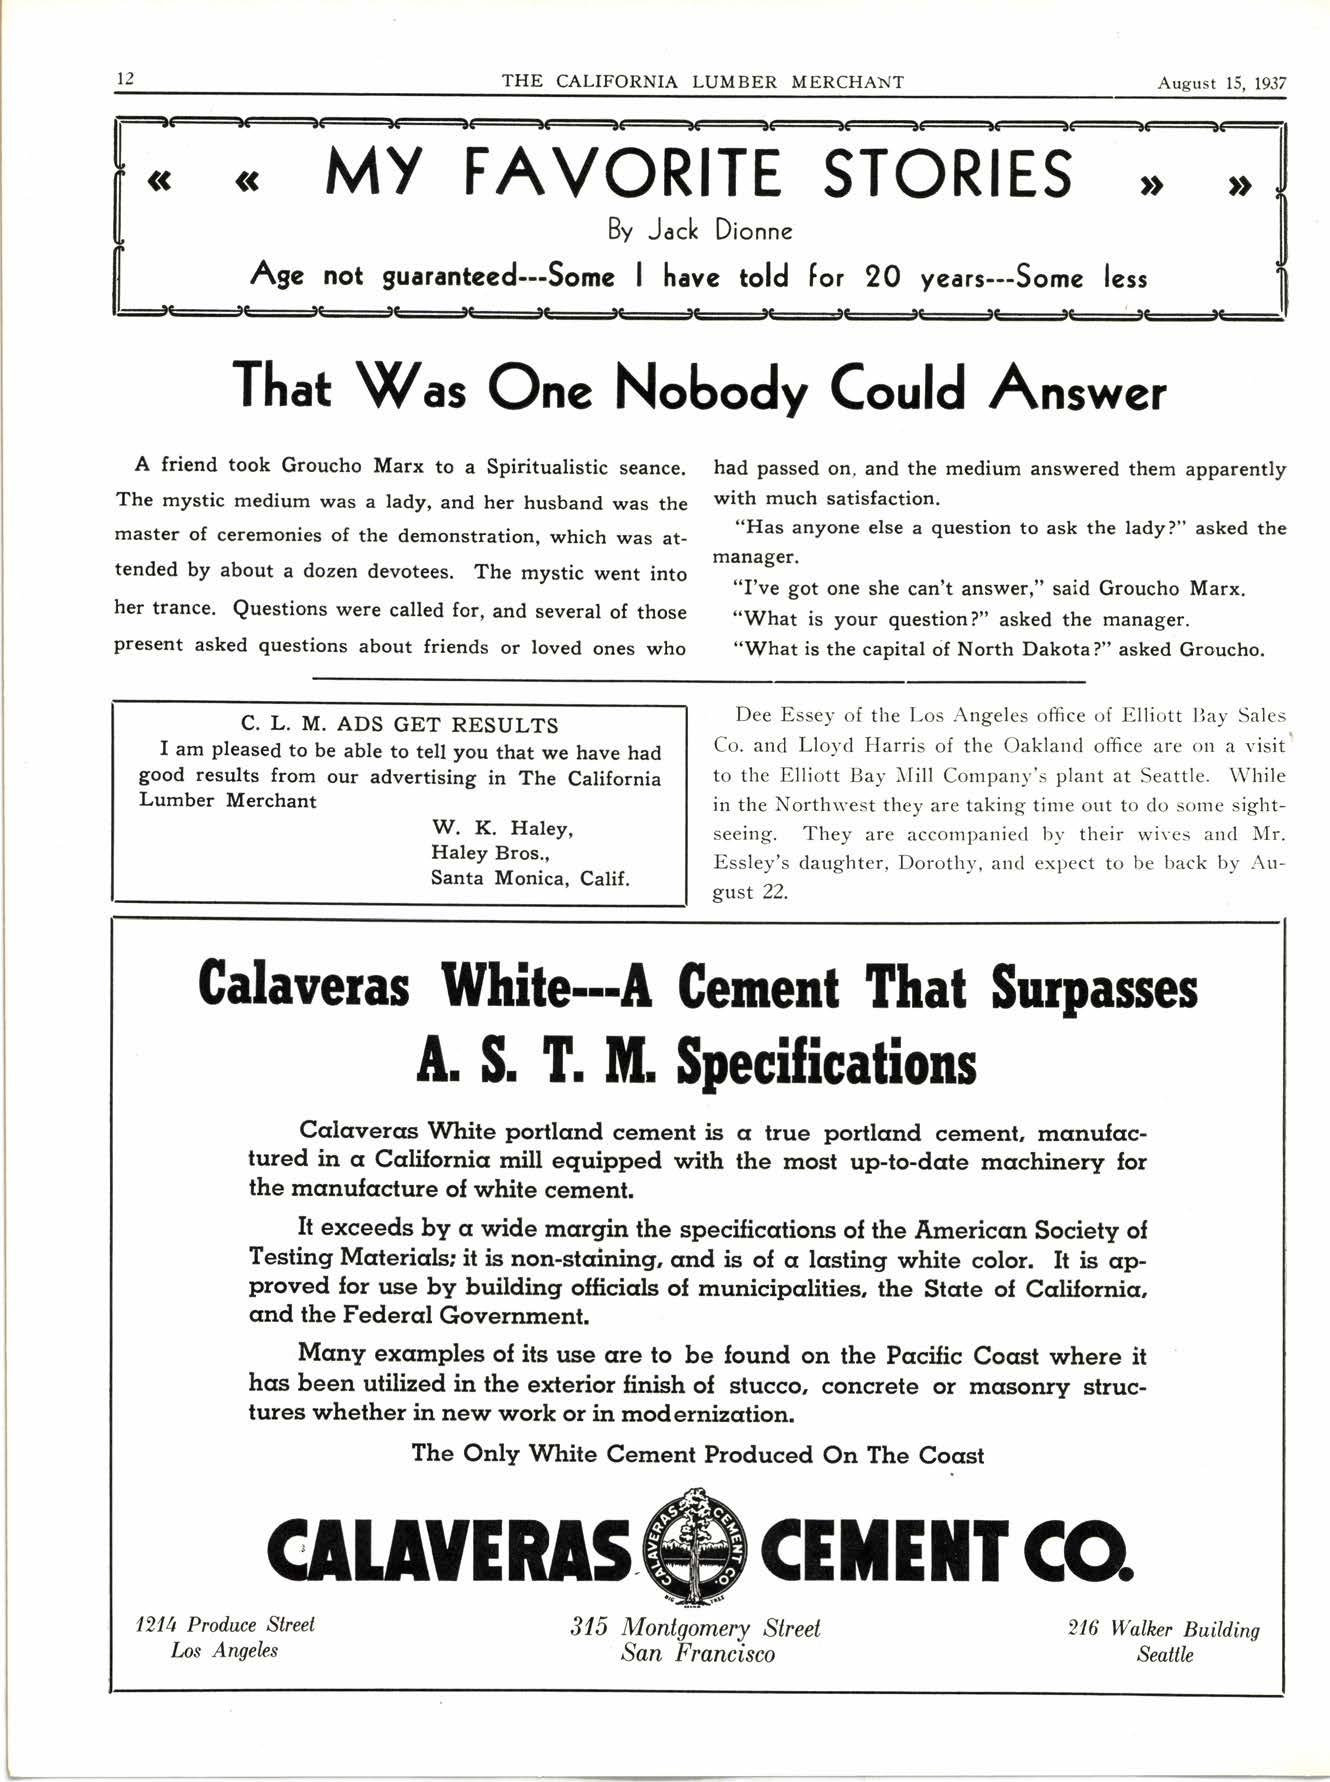 12
THE CALIFORNIA LUMBER MERCHANT
August 15, 1937
« « MY FAVORITE STORIES » »
By Jack Dionne
Age not guaranteed---Some I have told for 20 years---Some less
That Was One Nobody Could Answer
A friend took Groucho Marx to a Spiritualistic seance.
The mystic medium was a lady, and her husband was the
master of ceremonies of the demonstration, which was at-
tended by about a dozen devotees. The mystic went into
her trance. Questions were called for, and several of those
present asked questions about friends or loved ones who
had passed on, and the medium answered them apparently
with much satisfaction.
“Has anyone else a question to ask the lady?” asked the
manager.
“I've got one she can't answer,” said Groucho Marx.
“What is your question?” asked the manager.
“What is the capital of North Dakota?” asked Groucho.
C. L. M. ADS GET RESULTS
I am pleased to be able to tell you that we have had
good results from our advertising in The California
Lumber Merchant
W. K. Haley,
Haley Bros.,
Santa Monica, Calif.
Dee Essey of the Los Angeles office of Elliott Bay Sales
Co. and Lloyd Harris of the Oakland office are on a visit
to the Elliott Bay Mill Company's plant at Seattle. While
in the Northwest they are taking time out to do some sight-
seeing. They are accompanied by their wives and Mr.
Essley's daughter, Dorothy, and expect to be back by Au-
gust 22.
Calaveras White---A Cement That Surpasses
A. S. T. M. Specifications
Calaveras White portland cement is a true portland cement, manufac-
tured in a California mill equipped with the most up-to-date machinery for
the manufacture of white cement.
It exceeds by a wide margin the specifications of the American Society of
Testing Materials; it is non-staining, and is of a lasting white color. It is ap-
proved for use by building officials of municipalities, the State of California,
and the Federal Government.
Many examples of its use are to be found on the Pacific Coast where it
has been utilized in the exterior finish of stucco, concrete or masonry struc-
tures whether in new work or in modernization.
The Only White Cement Produced On The Coast
CALAVERAS CEMENT CO.
CALAVERAS CEMENT CO.
BIG TREE
1214 Produce Street
Los Angeles
315 Montgomery Street
San Francisco
216 Walker Building
Seattle